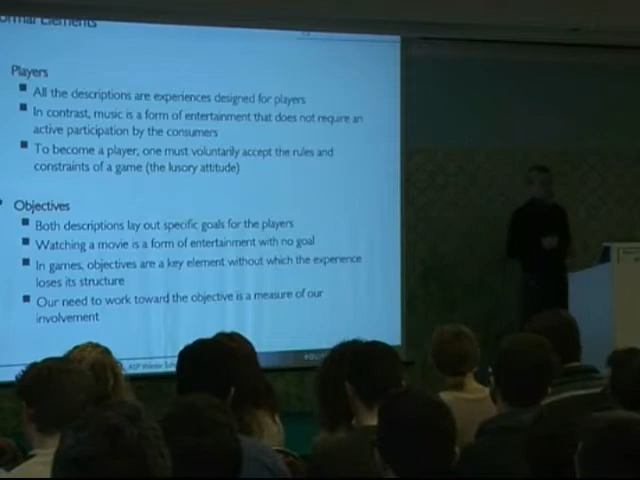 Formal Elements
Players
All the descriptions are experiences designed for players
In contrast, music is a form of entertainment that does not require an
active participation by the consumers
To become a player, one must voluntarily accept the rules and
constraints of a game (the lusory attitude)
Objectives
Both descriptions lay out specific goals for the players
Watching a movie is a form of entertainment with no goal
In games, objectives are a key element without which the experience
loses its structure
Our need to work toward the objective is a measure of our
involvement